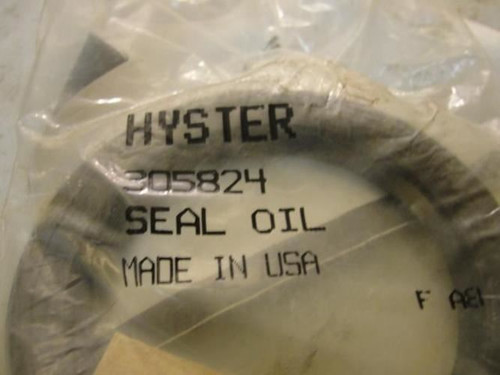 HYSTER
305824
SEAL OIL
MADE IN USA
F